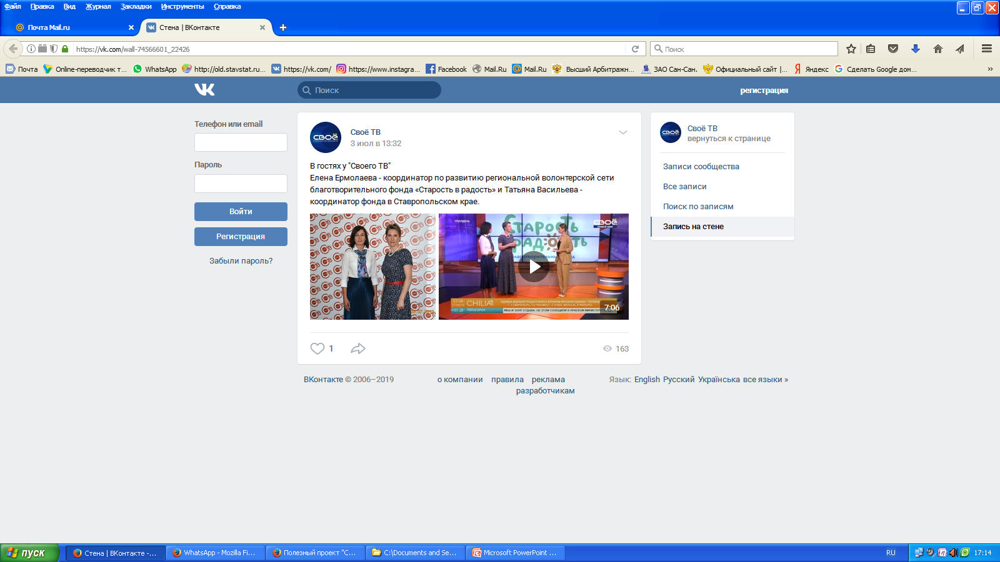 Файл Правка Вид Журнал Закладки Инструменты Справка
Почта Mail.ru
Стена | ВКонтакте
https://vk.com/wall-74566601_22426
Поиск
Почта Online-переводчик т... WhatsApp http://old.stavstat.ru... https://vk.com/ https://www.instagra... Facebook Mail.Ru Mail.Ru Высший Арбитражн... ЗАО Сан-Сан. Официальный сайт |... Яндекс Сделать Google дом...
Поиск
регистрация
Телефон или email
Пароль
Войти
Регистрация
Забыли пароль?
СВОЁ
Своё ТВ
3 июл в 13:32
В гостях у "Своего ТВ"
Елена Ермолаева - координатор по развитию региональной волонтерской сети
благотворительного фонда «Старость в радость» и Татьяна Васильева -
координатор фонда в Ставропольском крае.
#ПОЛДЕНЬ
СВОЁ
CHILIA
ПЯТИГОРСК
7:06
1
163
СВОЁ
Своё ТВ
вернуться к странице
Записи сообщества
Все записи
Поиск по записям
Запись на стене
ВКонтакте © 2006–2019
о компании правила реклама
разработчикам
Язык: English Русский Українська все языки »
пуск
Стена | ВКонтакте -...
WhatsApp - Mozilla Fi...
Полезный проект "С...
C:\Documents and Se...
Microsoft PowerPoint ...
RU
17:14